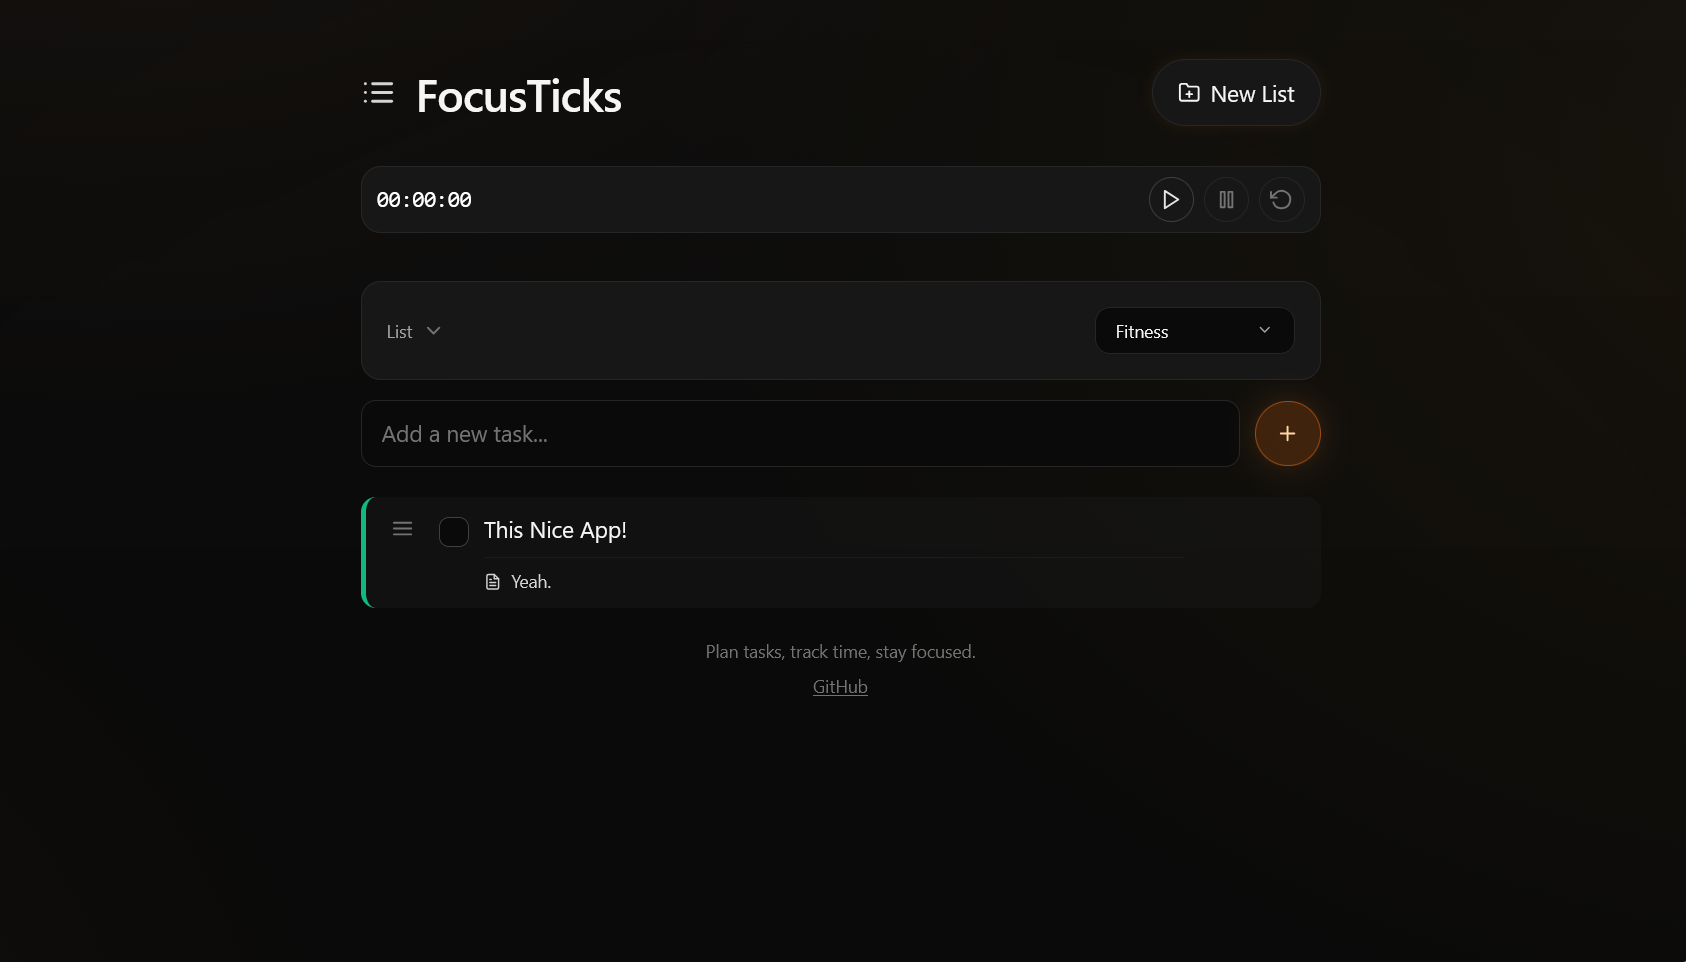 FocusTicks
New List
00:00:00
List
Fitness
Add a new task...
This Nice App!
Yeah.
Plan tasks, track time, stay focused.
GitHub